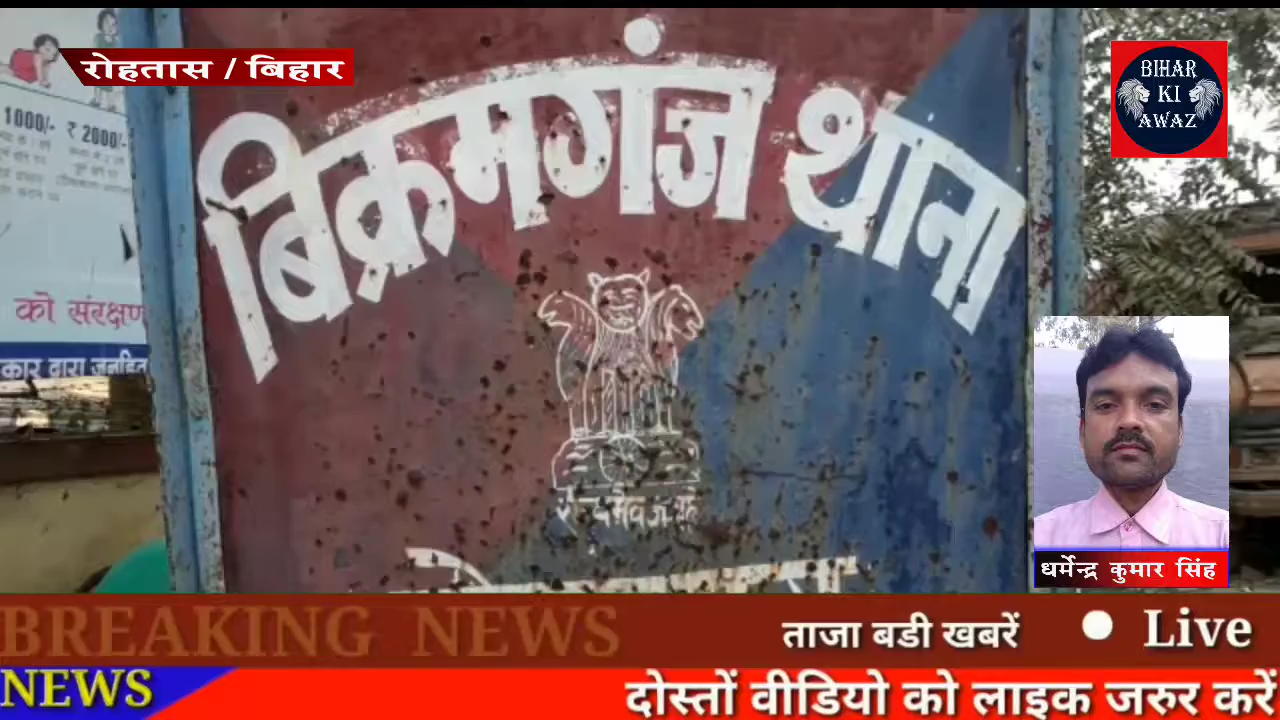 रोहतास / बिहार
BIHAR
KI
AWAZ
1000/- ₹ 2000/-
बिक्रमगंज थाना
को संरक्षण
कार द्वारा जनहित
धर्मेन्द्र कुमार सिंह
BREAKING NEWS
ताजा बडी खबरें
Live
NEWS
दोस्तों वीडियो को लाइक जरुर करें